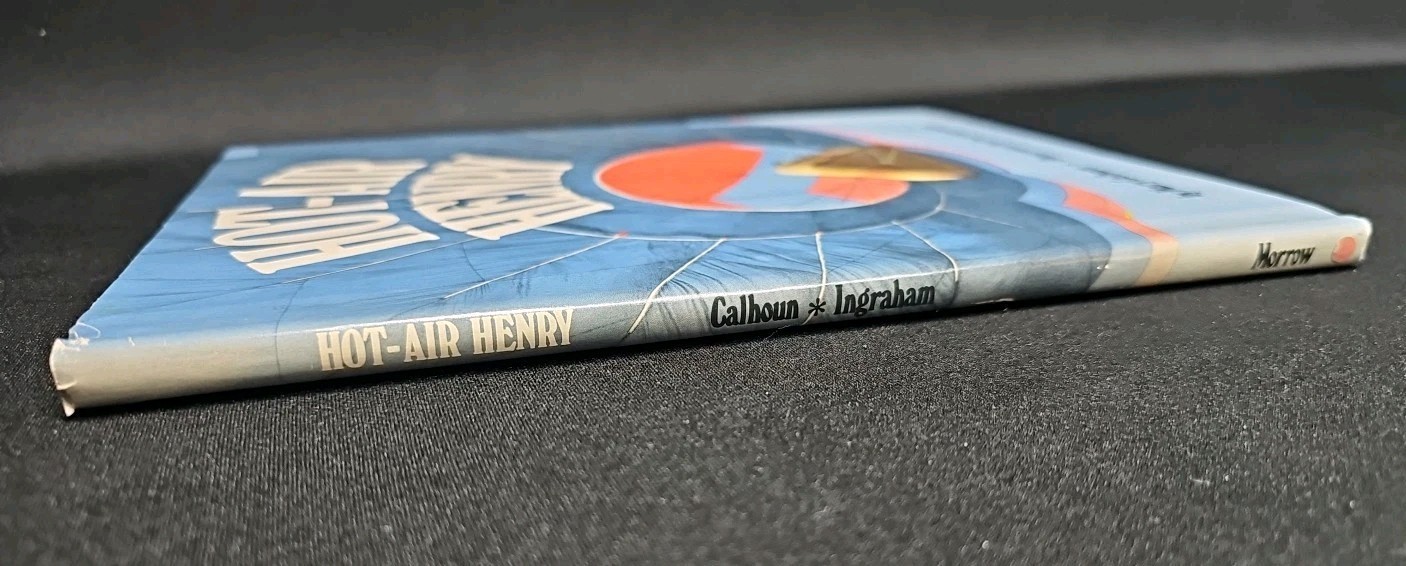 HOT-AIR
HENRY
HOT-AIR HENRY
Calhoun * Ingraham
Morrow